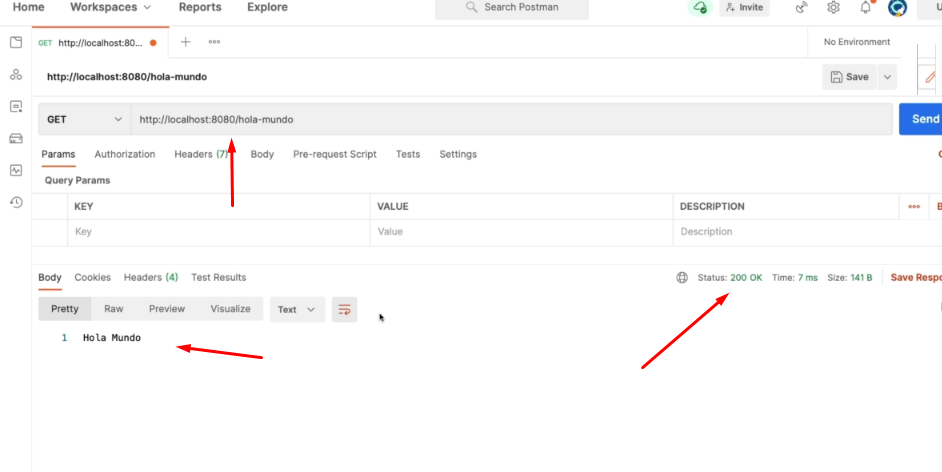 Home Workspaces Reports Explore Search Postman Invite
GET http://localhost:80... No Environment
http://localhost:8080/hola-mundo Save
GET http://localhost:8080/hola-mundo Send
Params Authorization Headers (7) Body Pre-request Script Tests Settings
Query Params
KEY VALUE DESCRIPTION
Key Value Description
Body Cookies Headers (4) Test Results Status: 200 OK Time: 7 ms Size: 141 B Save Respo
Pretty Raw Preview Visualize Text
1 Hola Mundo